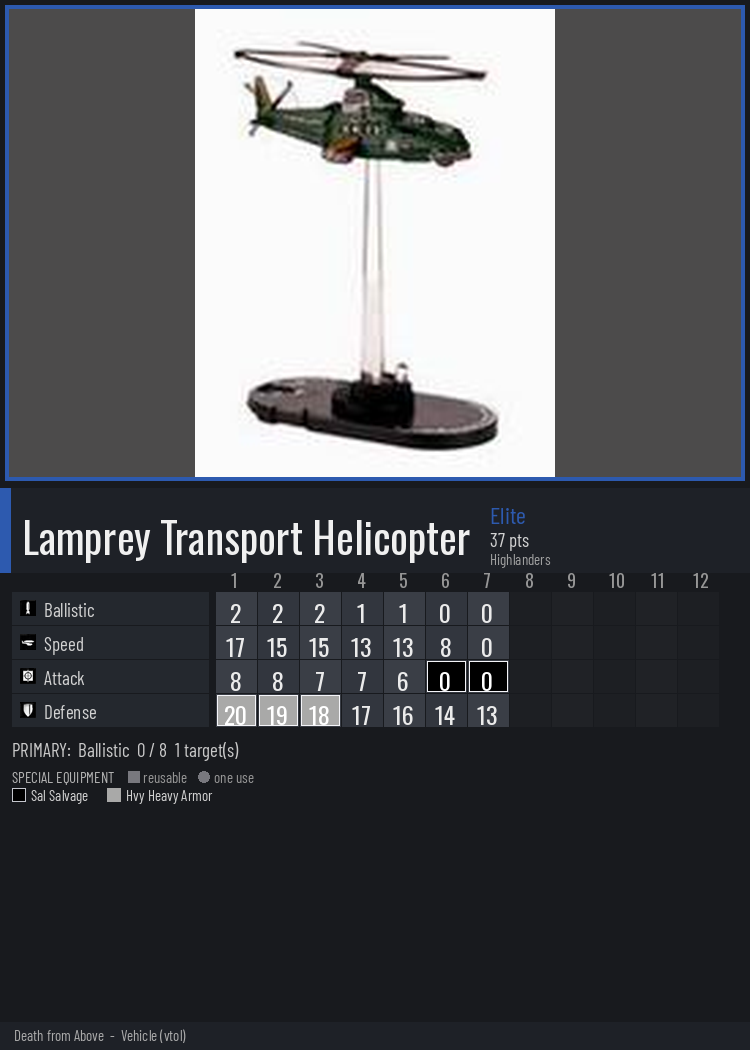 Lamprey Transport Helicopter
Elite
37 pts
Highlanders
1 2 3 4 5 6 7 8 9 10 11 12
Ballistic 2 2 2 1 1 0 0
Speed 17 15 15 13 13 8 0
Attack 8 8 7 7 6 0 0
Defense 20 19 18 17 16 14 13
PRIMARY: Ballistic 0 / 8 1 target(s)
SPECIAL EQUIPMENT reusable one use
Sal Salvage Hvy Heavy Armor
Death from Above - Vehicle (vtol)